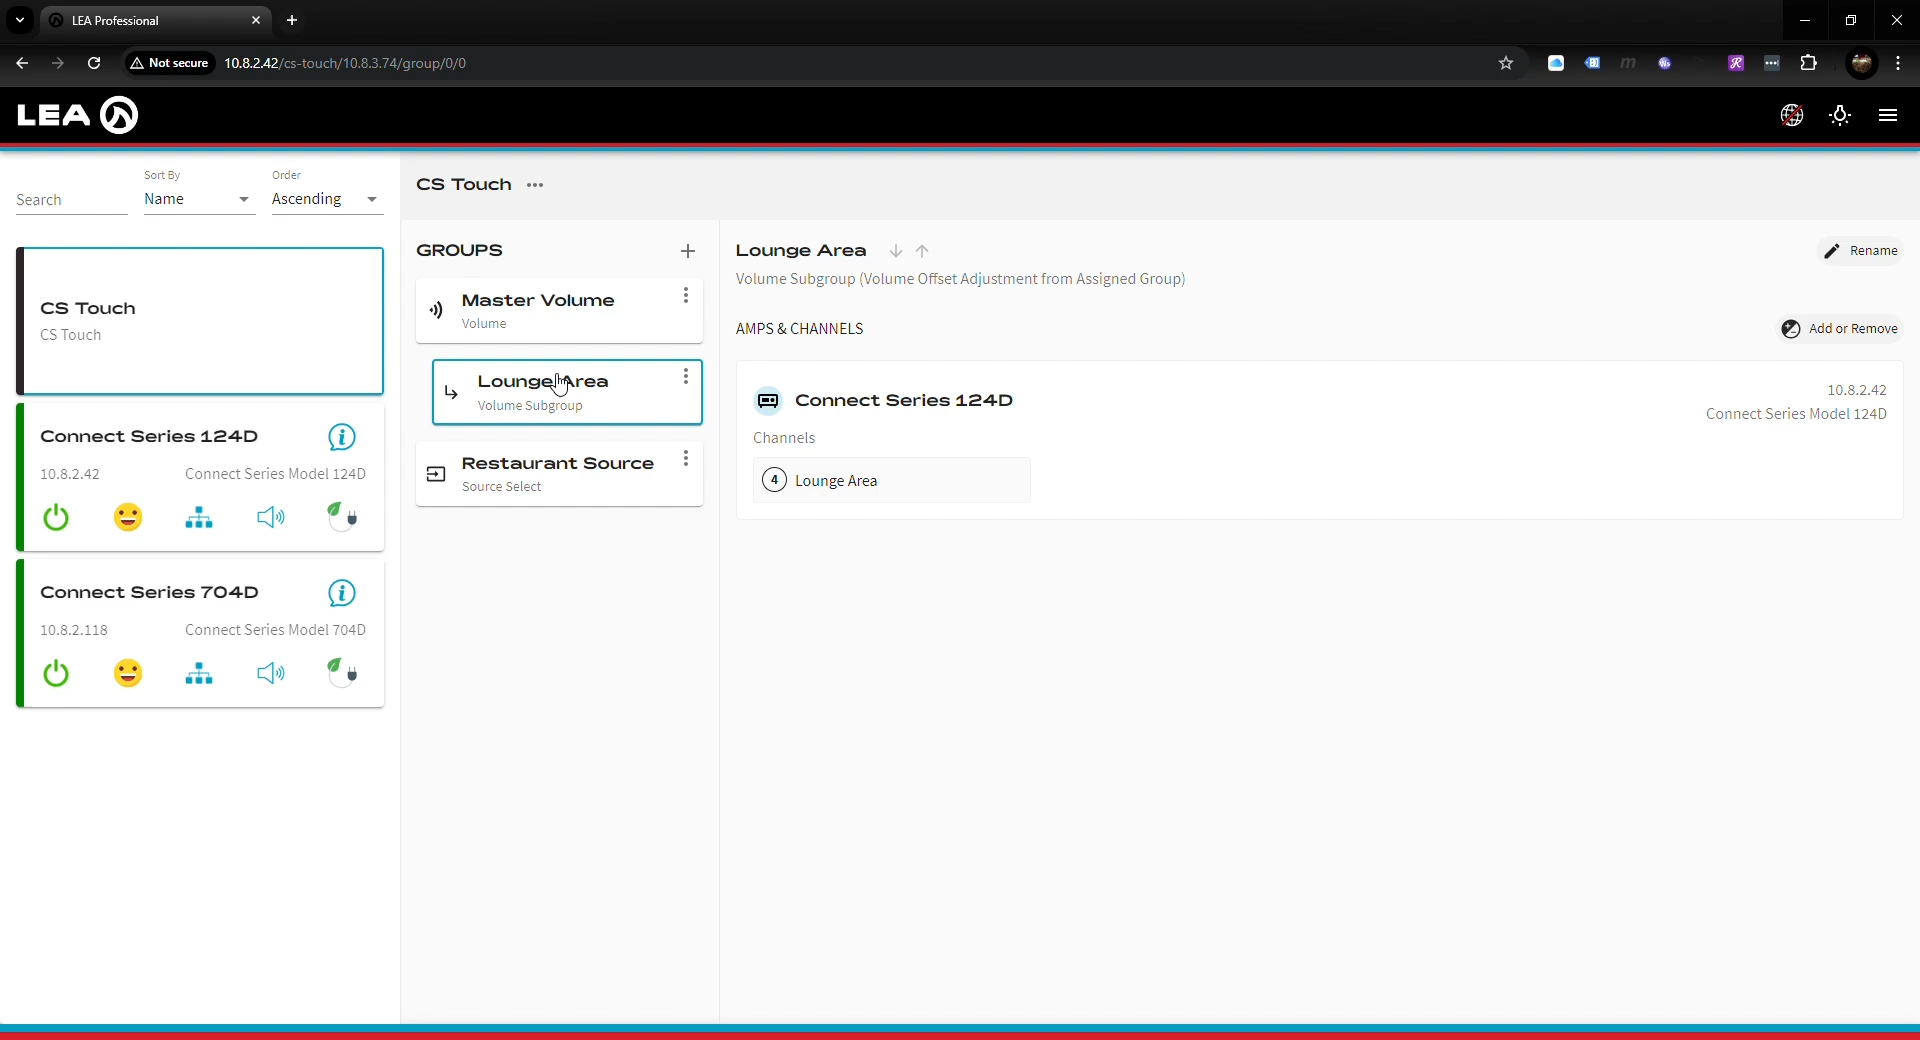 LEA Professional
Not secure
10.8.2.42/cs-touch/10.8.3.74/group/0/0
LEA
Search
Sort By
Name
Order
Ascending
CS Touch
CS Touch
Connect Series 124D
10.8.2.42
Connect Series Model 124D
Connect Series 704D
10.8.2.118
Connect Series Model 704D
CS Touch
GROUPS
Master Volume
Volume
Lounge Area
Volume Subgroup
Restaurant Source
Source Select
Lounge Area
Rename
Volume Subgroup (Volume Offset Adjustment from Assigned Group)
AMPS & CHANNELS
Add or Remove
Connect Series 124D
10.8.2.42
Connect Series Model 124D
Channels
4 Lounge Area